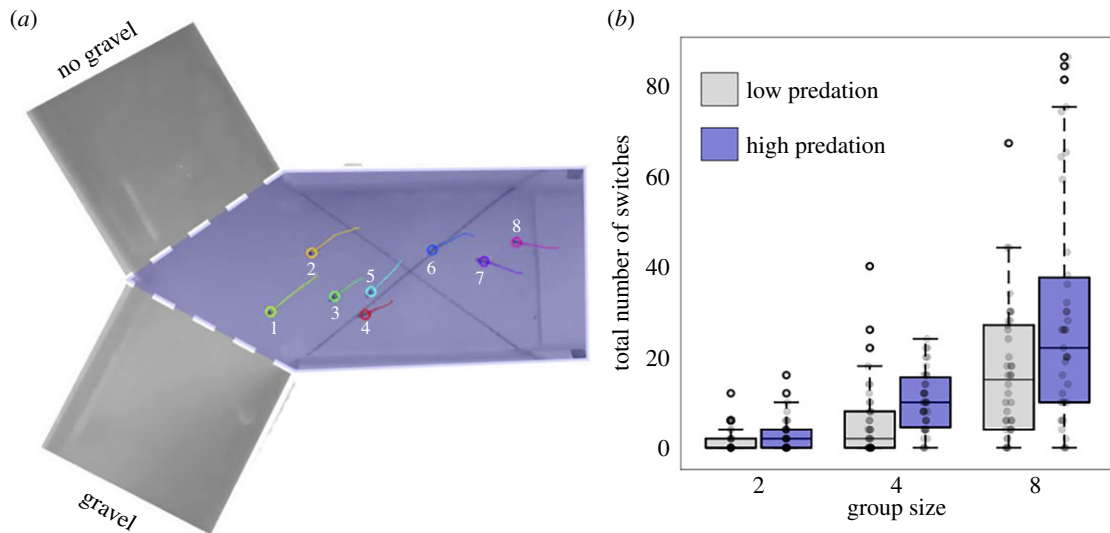 (a)
no gravel
gravel
1
2
3
4
5
6
7
8
(b)
low predation
high predation
total number of switches
80
60
40
20
0
2 4 8
group size